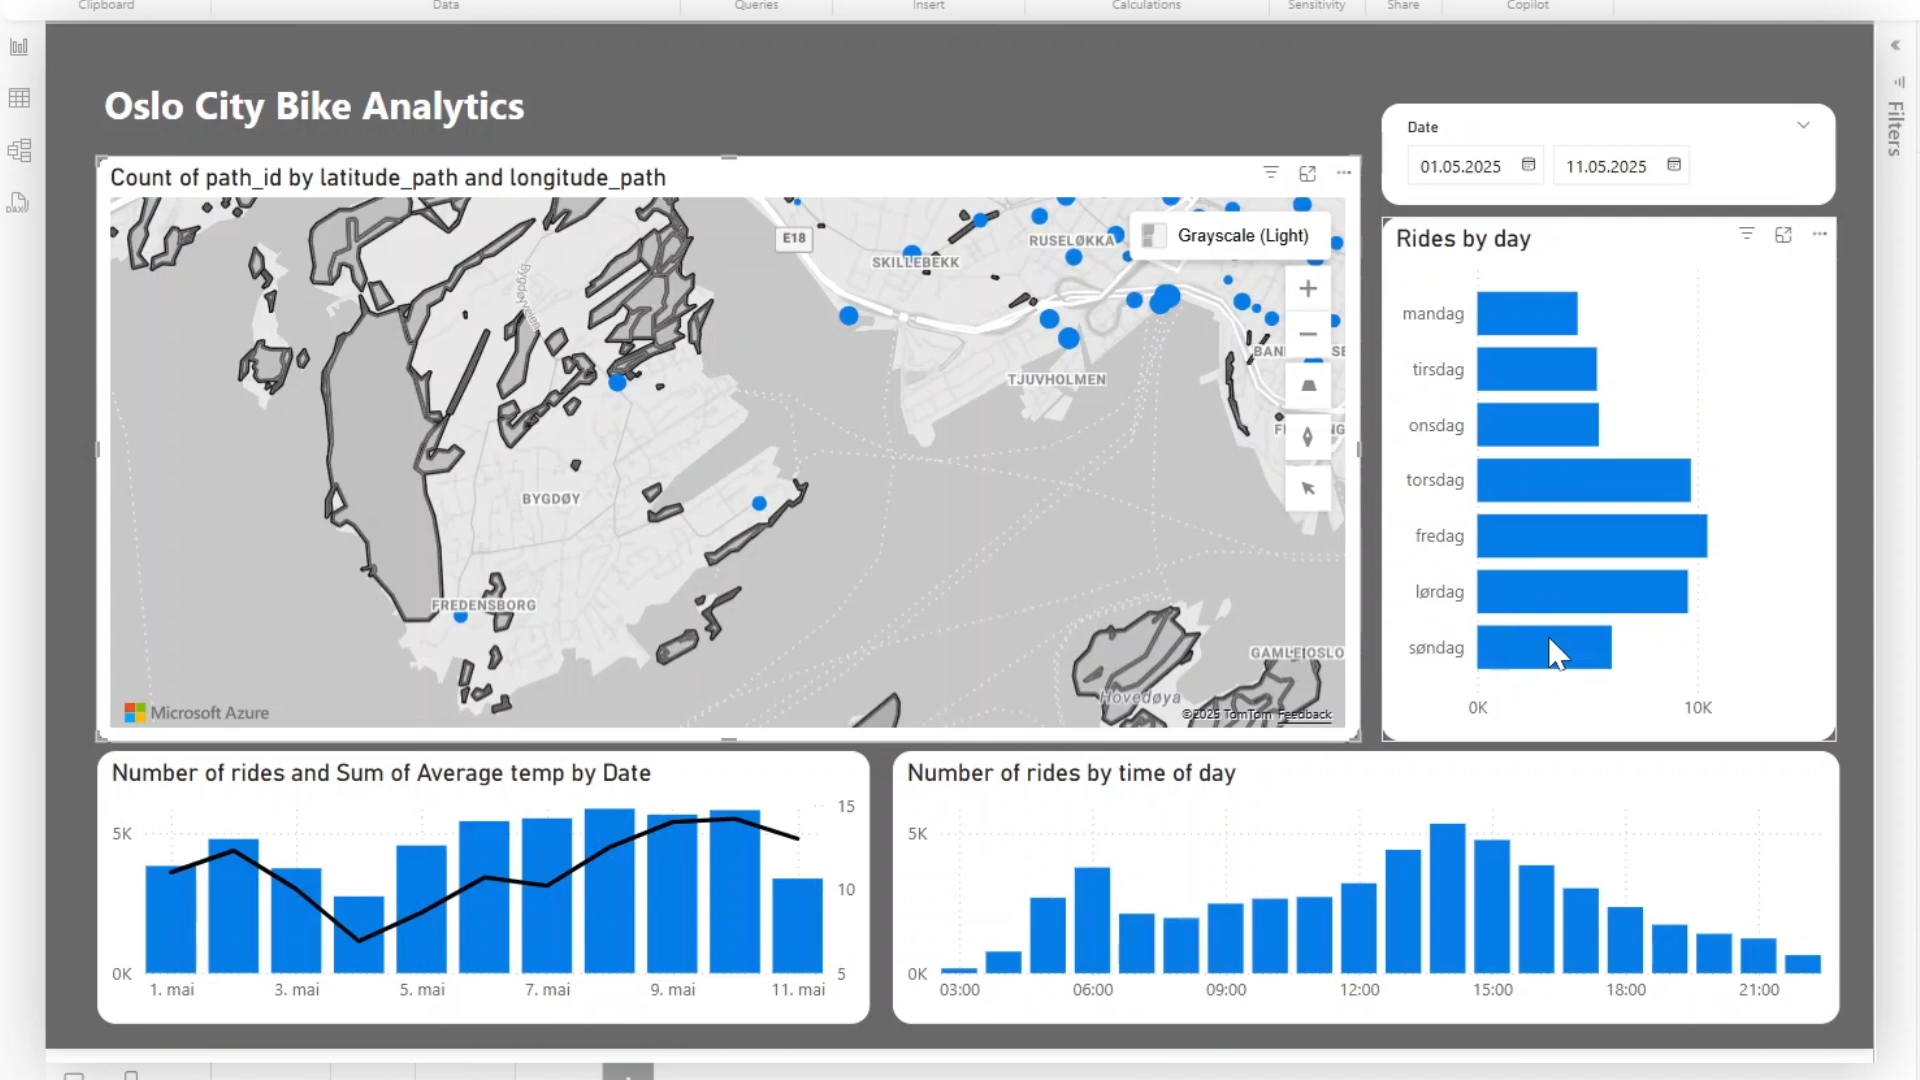 Clipboard Data Queries Insert Calculations Sensitivity Share Copilot
Oslo City Bike Analytics
Date
01.05.2025 11.05.2025
Filters
DAX
Count of path_id by latitude_path and longitude_path
E18
SKILLEBEKK
RUSELØKKA
Grayscale (Light)
TJUVHOLMEN
BYGDØY
FREDENSBORG
GAMLE OSLO
Hovedøya
Microsoft Azure
©2025 TomTom Feedback
Rides by day
mandag
tirsdag
onsdag
torsdag
fredag
lørdag
søndag
0K 10K
Number of rides and Sum of Average temp by Date
5K
0K
15
10
5
1. mai 3. mai 5. mai 7. mai 9. mai 11. mai
Number of rides by time of day
5K
0K
03:00 06:00 09:00 12:00 15:00 18:00 21:00